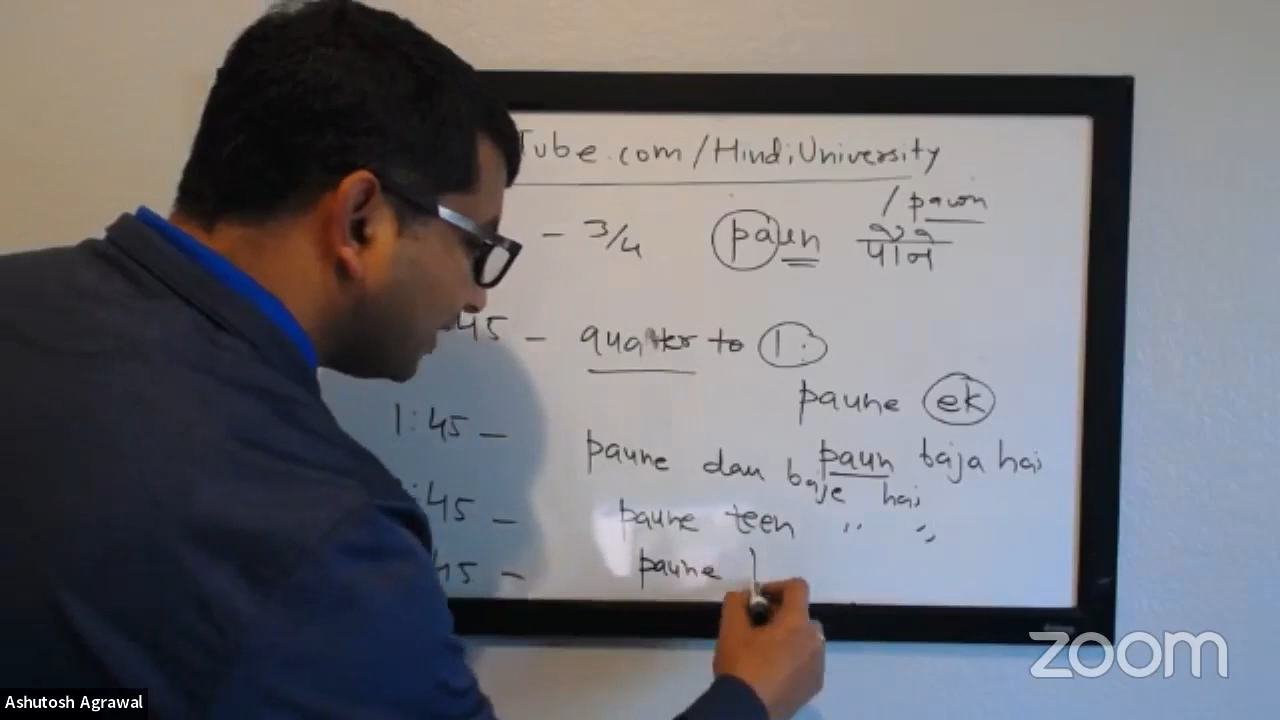 Tube.com/HindiUniversity
/pawn
- 3/4 paun पौन
45 - quarter to 1:
paune ek
1:45 - paune dau paun baja hai
baje hai
:45 - paune teen " "
45 - paune
zoom
Ashutosh Agrawal